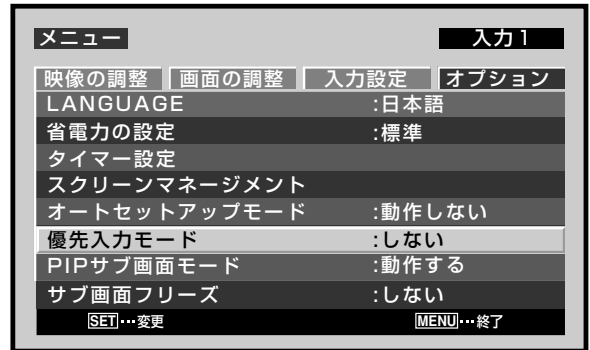 メニュー 入力1
映像の調整 画面の調整 入力設定 オプション
LANGUAGE :日本語
省電力の設定 :標準
タイマー設定
スクリーンマネージメント
オートセットアップモード :動作しない
優先入力モード :しない
PIPサブ画面モード :動作する
サブ画面フリーズ :しない
SET…変更 MENU…終了